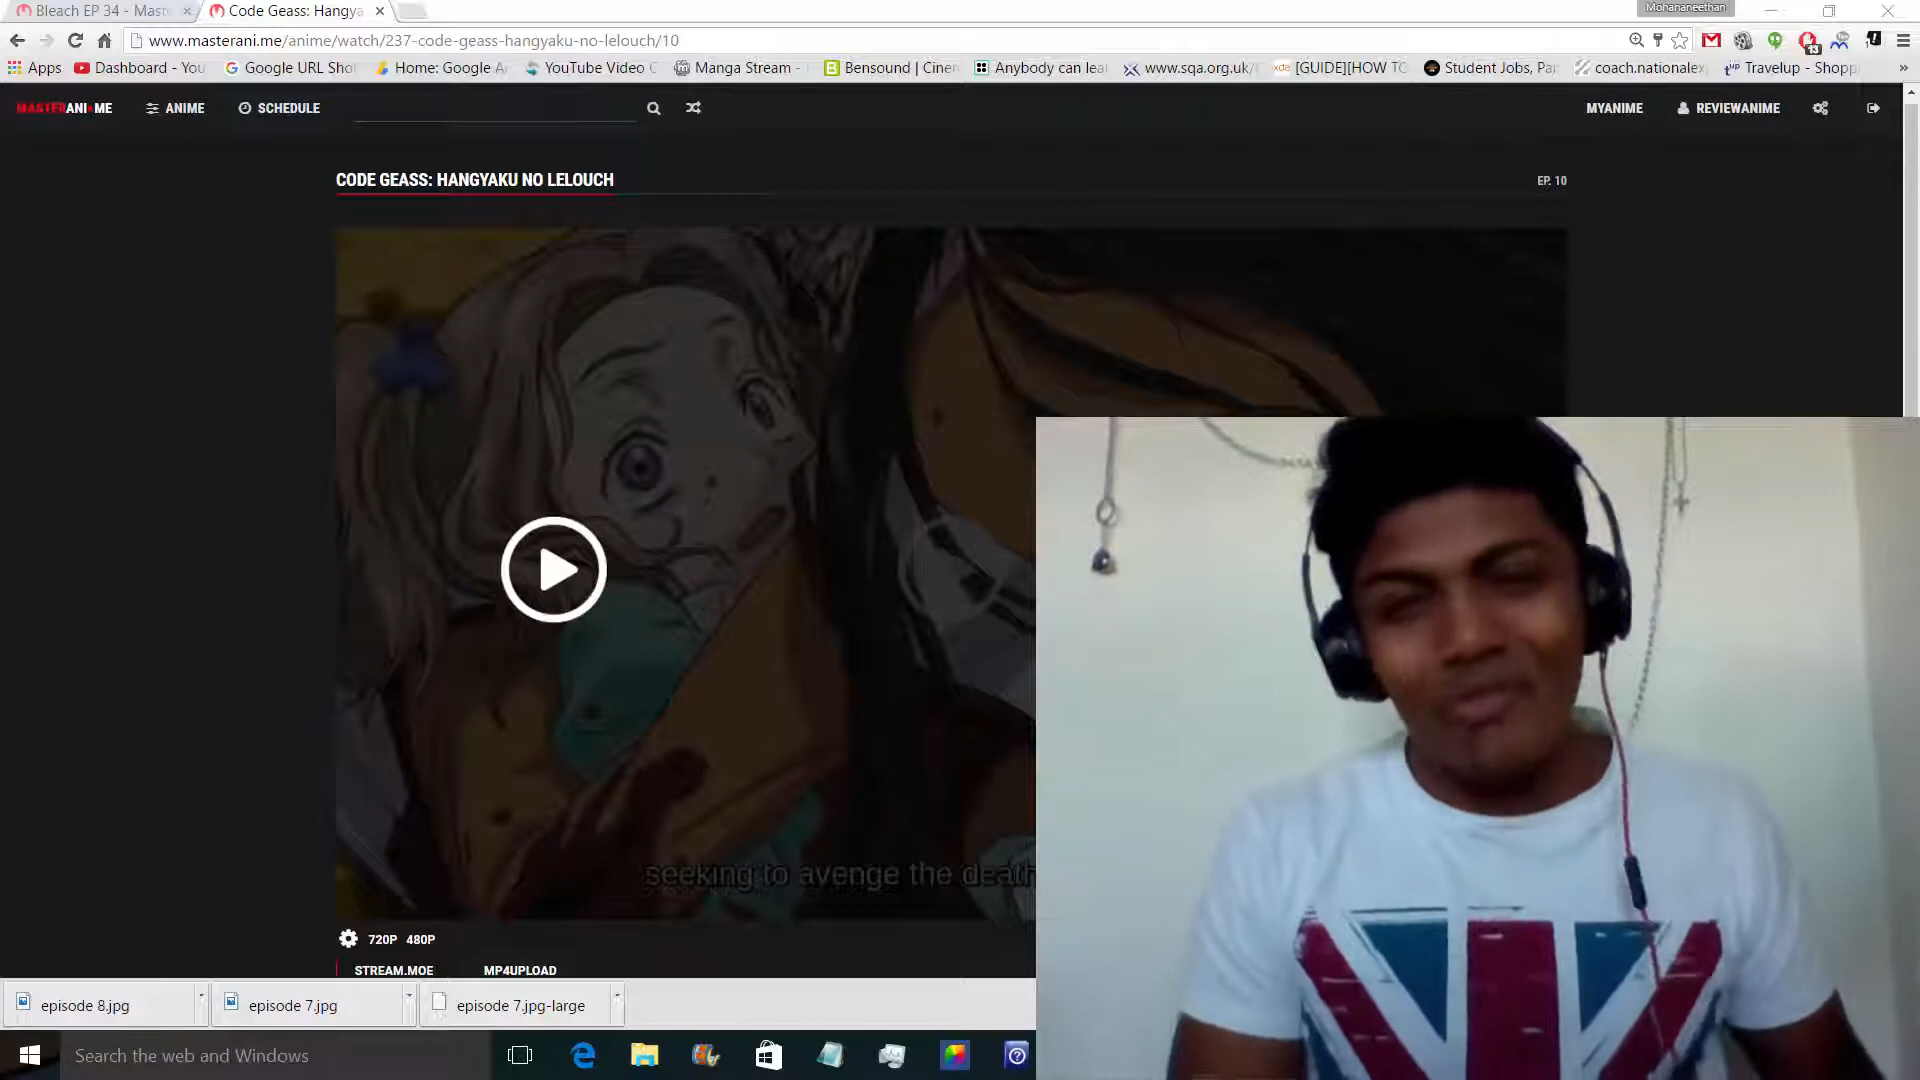 Bleach EP 34 - Maste
Code Geass: Hangya
Mohananeethan
www.masterani.me/anime/watch/237-code-geass-hangyaku-no-lelouch/10
13
Apps
Dashboard - You
Google URL Sho
Home: Google A
YouTube Video C
Manga Stream -
Bensound | Cinem
Anybody can lea
www.sqa.org.uk/
[GUIDE][HOW TO
Student Jobs, Par
coach.nationalex
Travelup - Shopp
MASTERANI•ME
ANIME
SCHEDULE
MYANIME
REVIEWANIME
CODE GEASS: HANGYAKU NO LELOUCH
EP. 10
seeking to avenge the death
720P 480P
STREAM.MOE
MP4UPLOAD
episode 8.jpg
episode 7.jpg
episode 7.jpg-large
Search the web and Windows